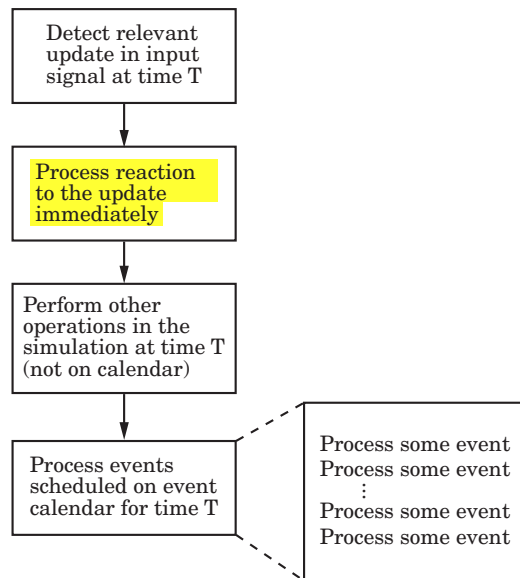 Detect relevant
update in input
signal at time T
Process reaction
to the update
immediately
Perform other
operations in the
simulation at time T
(not on calendar)
Process events
scheduled on event
calendar for time T
Process some event
Process some event
⋮
Process some event
Process some event